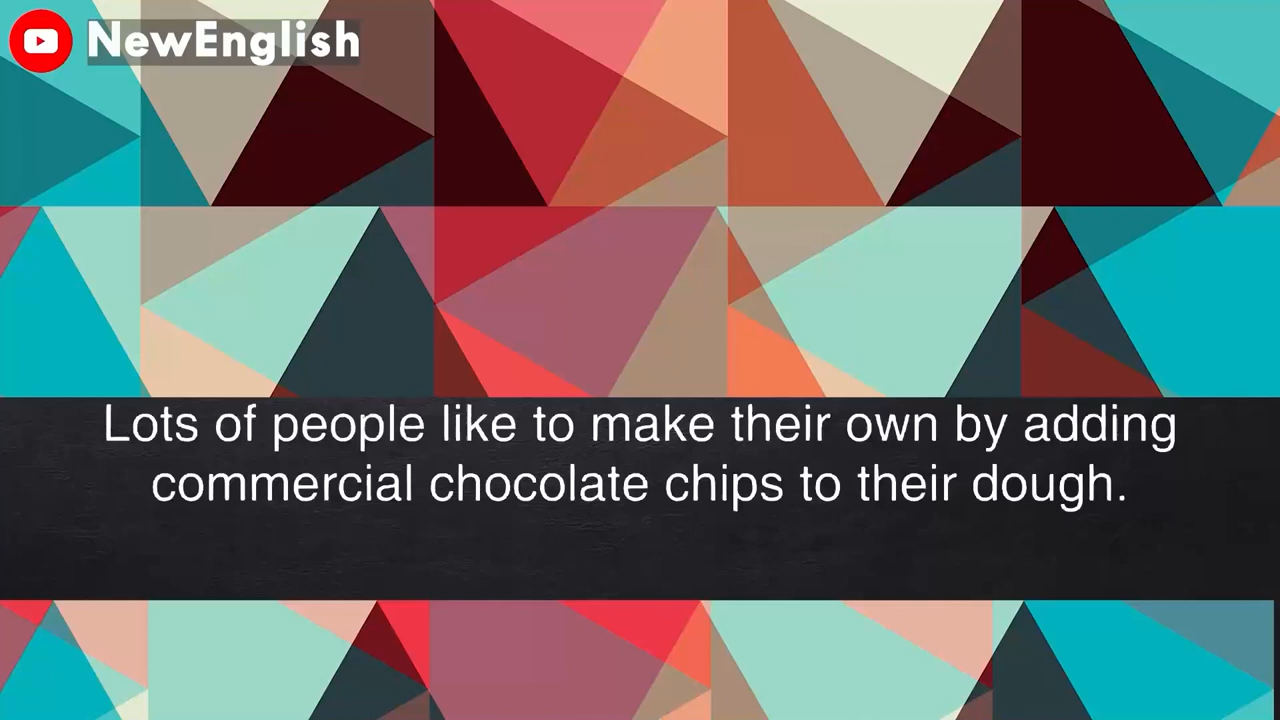 NewEnglish
Lots of people like to make their own by adding
commercial chocolate chips to their dough.